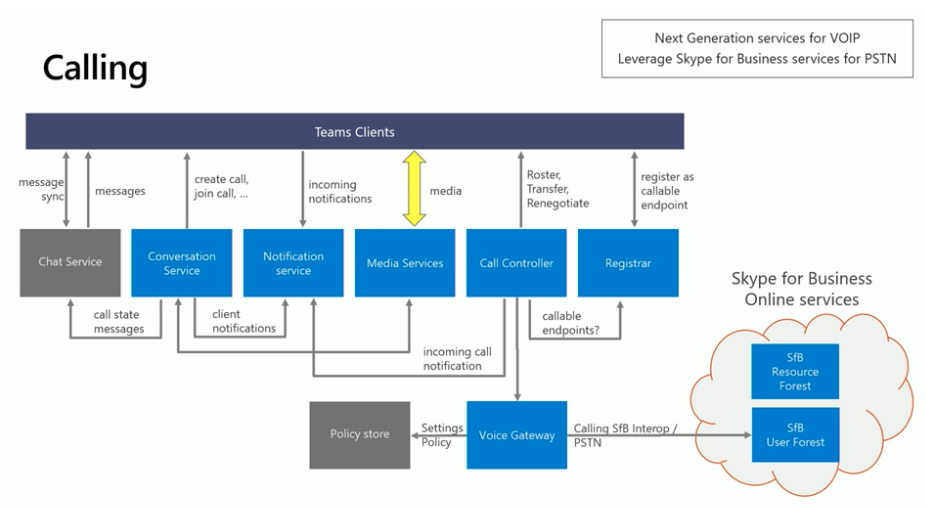 Next Generation services for VOIP
Leverage Skype for Business services for PSTN
Calling
Teams Clients
message
sync
messages
create call,
join call, ...
incoming
notifications
media
Roster,
Transfer,
Renegotiate
register as
callable
endpoint
Chat Service
Conversation
Service
Notification
service
Media Services
Call Controller
Registrar
Skype for Business
Online services
call state
messages
client
notifications
callable
endpoints?
incoming call
notification
SfB
Resource
Forest
Policy store
Settings
Policy
Voice Gateway
Calling SfB Interop /
PSTN
SfB
User Forest